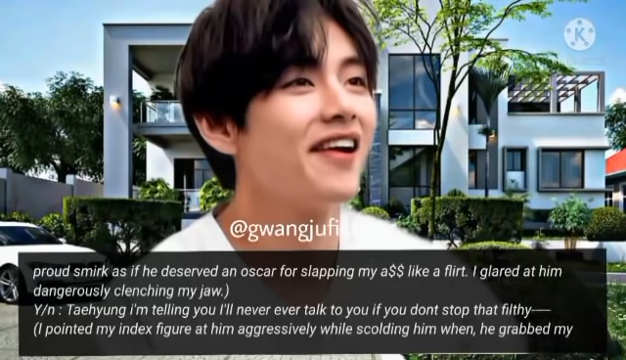 @gwangjufi
proud smirk as if he deserved an oscar for slapping my a$$ like a flirt. I glared at him
dangerously clenching my jaw.)
Y/n : Taehyung i'm telling you I'll never ever talk to you if you dont stop that filthy----
(I pointed my index figure at him aggressively while scolding him when, he grabbed my